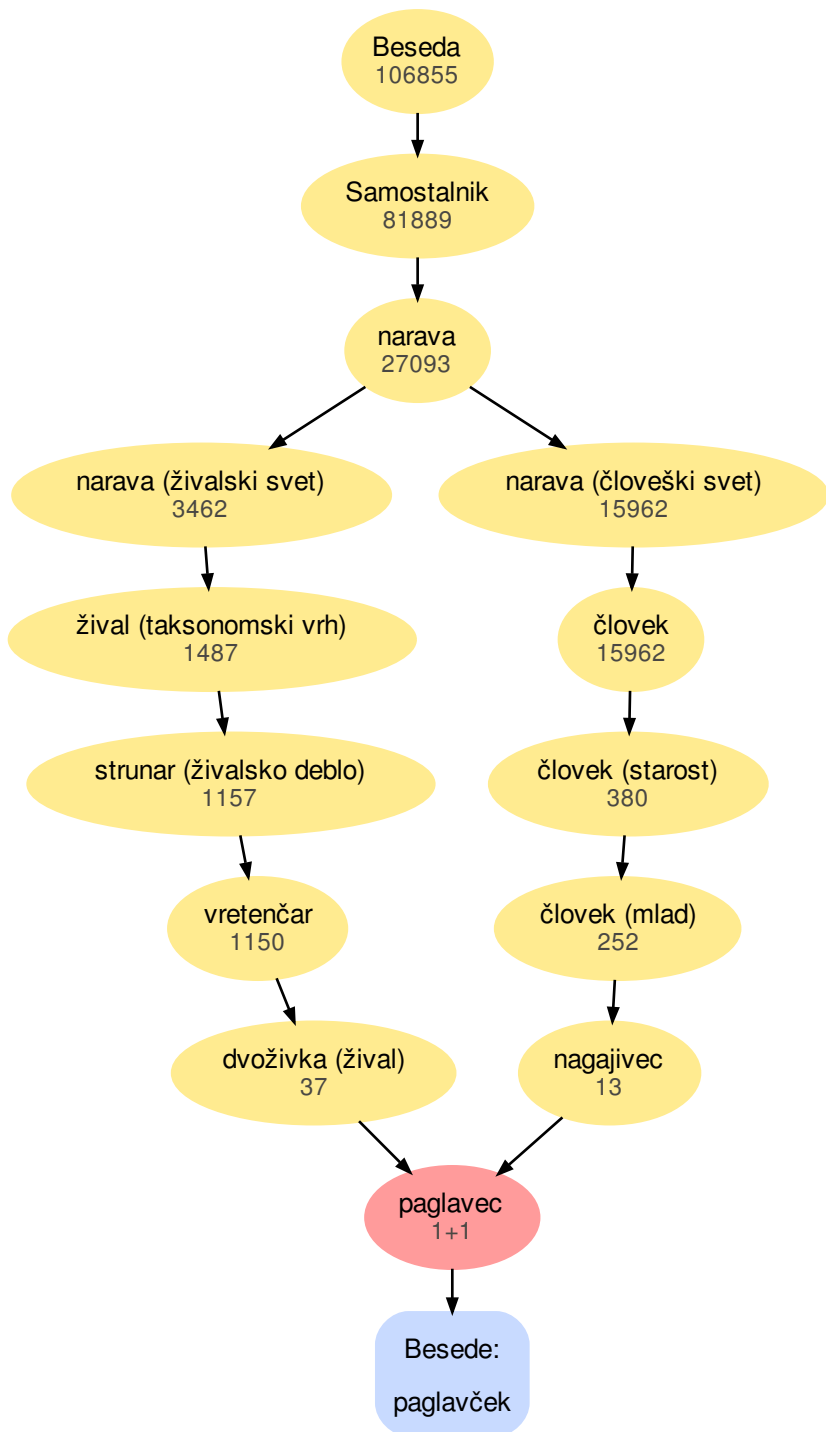 Beseda
106855
Samostalnik
81889
narava
27093
narava (živalski svet)
3462
narava (človeški svet)
15962
žival (taksonomski vrh)
1487
človek
15962
strunar (živalsko deblo)
1157
človek (starost)
380
vretenčar
1150
človek (mlad)
252
dvoživka (žival)
37
nagajivec
13
paglavec
1+1
Besede:
paglavček